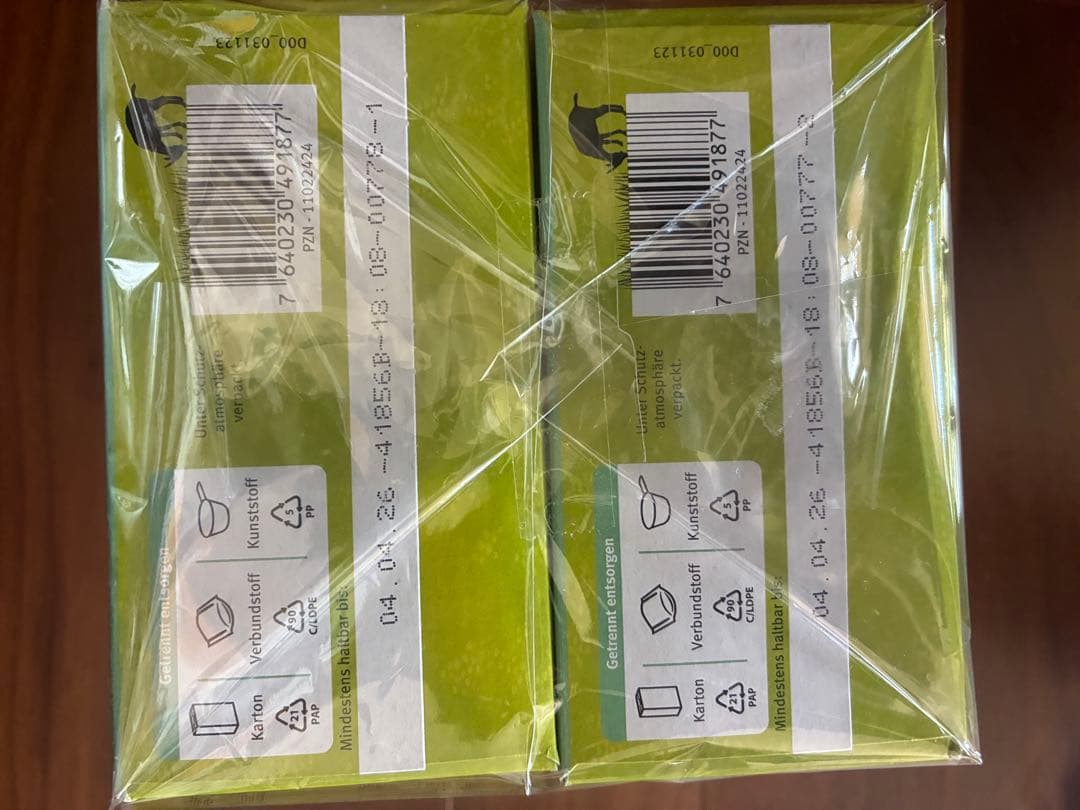 D00_031123
7 640230 491877
PZN - 11022424
Unter Schutz-
atmosphäre
verpackt.
Getrennt entsorgen
Karton
Verbundstoff
Kunststoff
21
PAP
90
C/LDPE
5
PP
Mindestens haltbar bis:
04.04.26 -41856B-18:08-00778-1
D00_031123
7 640230 491877
PZN - 11022424
Unter Schutz-
atmosphäre
verpackt.
Getrennt entsorgen
Karton
Verbundstoff
Kunststoff
21
PAP
90
C/LDPE
5
PP
Mindestens haltbar bis:
04.04.26 -41856B-18:08-00777-2